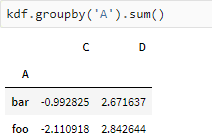 kdf.groupby('A').sum()
C D
A
bar -0.992825 2.671637
foo -2.110918 2.842644